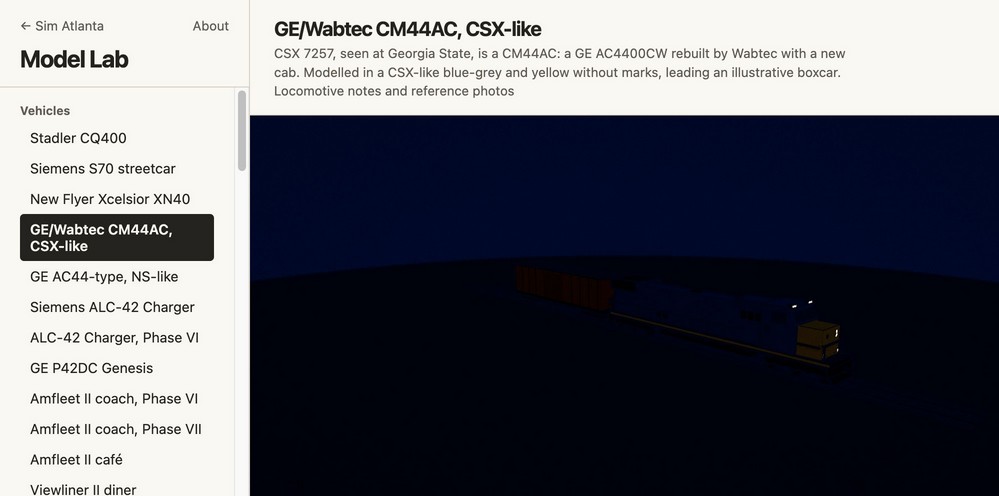 ← Sim Atlanta
About
Model Lab
Vehicles
Stadler CQ400
Siemens S70 streetcar
New Flyer Xcelsior XN40
GE/Wabtec CM44AC,
CSX-like
GE AC44-type, NS-like
Siemens ALC-42 Charger
ALC-42 Charger, Phase VI
GE P42DC Genesis
Amfleet II coach, Phase VI
Amfleet II coach, Phase VII
Amfleet II café
Viewliner II diner
GE/Wabtec CM44AC, CSX-like
CSX 7257, seen at Georgia State, is a CM44AC: a GE AC4400CW rebuilt by Wabtec with a new
cab. Modelled in a CSX-like blue-grey and yellow without marks, leading an illustrative boxcar.
Locomotive notes and reference photos